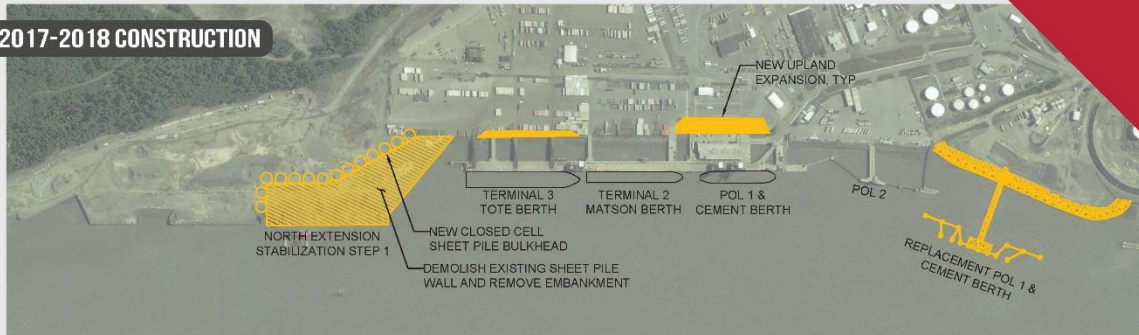 2017-2018 CONSTRUCTION
NEW UPLAND
EXPANSION, TYP
TERMINAL 3
TOTE BERTH
TERMINAL 2
MATSON BERTH
POL 1 &
CEMENT BERTH
POL 2
NORTH EXTENSION
STABILIZATION STEP 1
NEW CLOSED CELL
SHEET PILE BULKHEAD
DEMOLISH EXISTING SHEET PILE
WALL AND REMOVE EMBANKMENT
REPLACEMENT POL 1 &
CEMENT BERTH